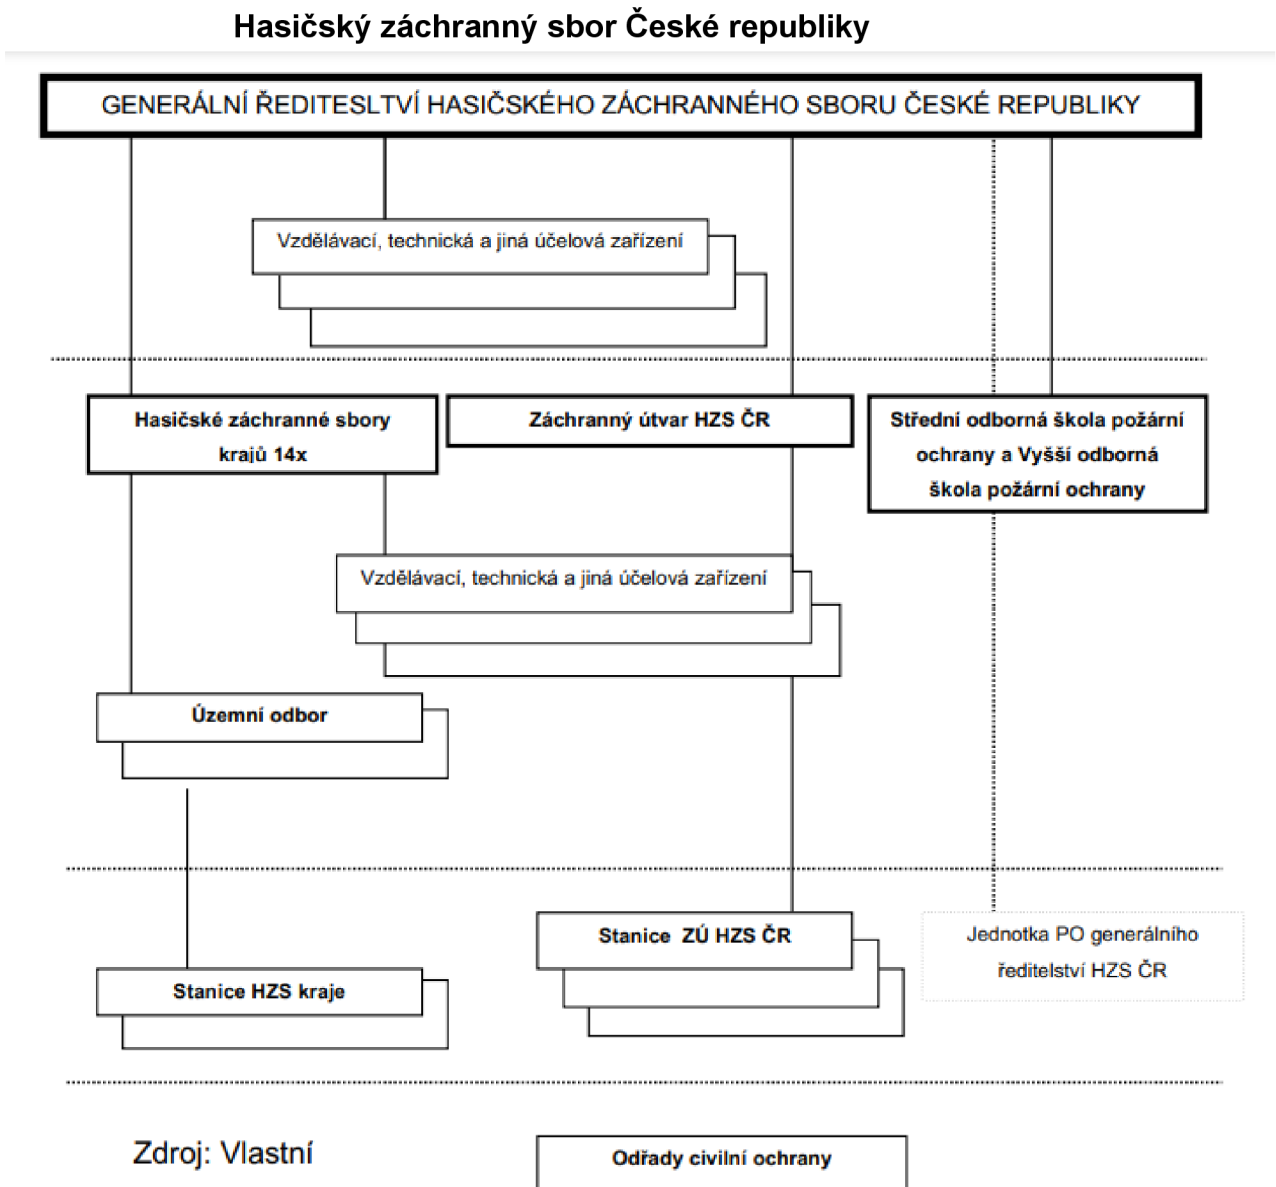 Hasičský záchranný sbor České republiky
GENERÁLNÍ ŘEDITESLTVÍ HASIČSKÉHO ZÁCHRANNÉHO SBORU ČESKÉ REPUBLIKY
Vzdělávací, technická a jiná účelová zařízení
Hasičské záchranné sbory
krajů 14x
Záchranný útvar HZS ČR
Střední odborná škola požární
ochrany a Vyšší odborná
škola požární ochrany
Vzdělávací, technická a jiná účelová zařízení
Územní odbor
Stanice ZÚ HZS ČR
Jednotka PO generálního
ředitelství HZS ČR
Stanice HZS kraje
Zdroj: Vlastní
Odřady civilní ochrany